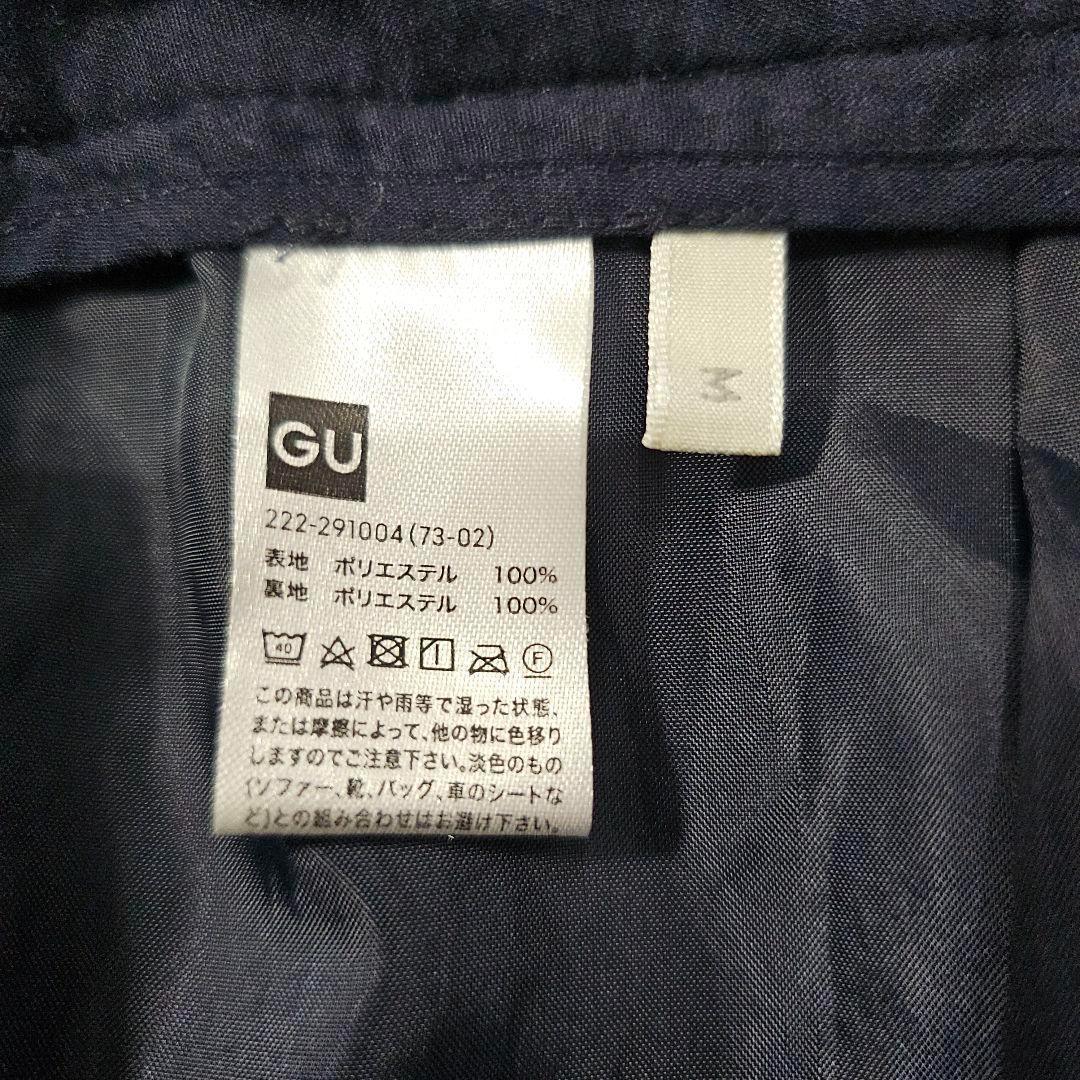 GU
222-291004(73-02)
表地 ポリエステル 100%
裏地 ポリエステル 100%
40
F
この商品は汗や雨等で湿った状態、
または摩擦によって、他の物に色移り
しますのでご注意下さい。淡色のもの
(ソファー、靴、バッグ、車のシートな
ど)との組み合わせはお避け下さい。
M